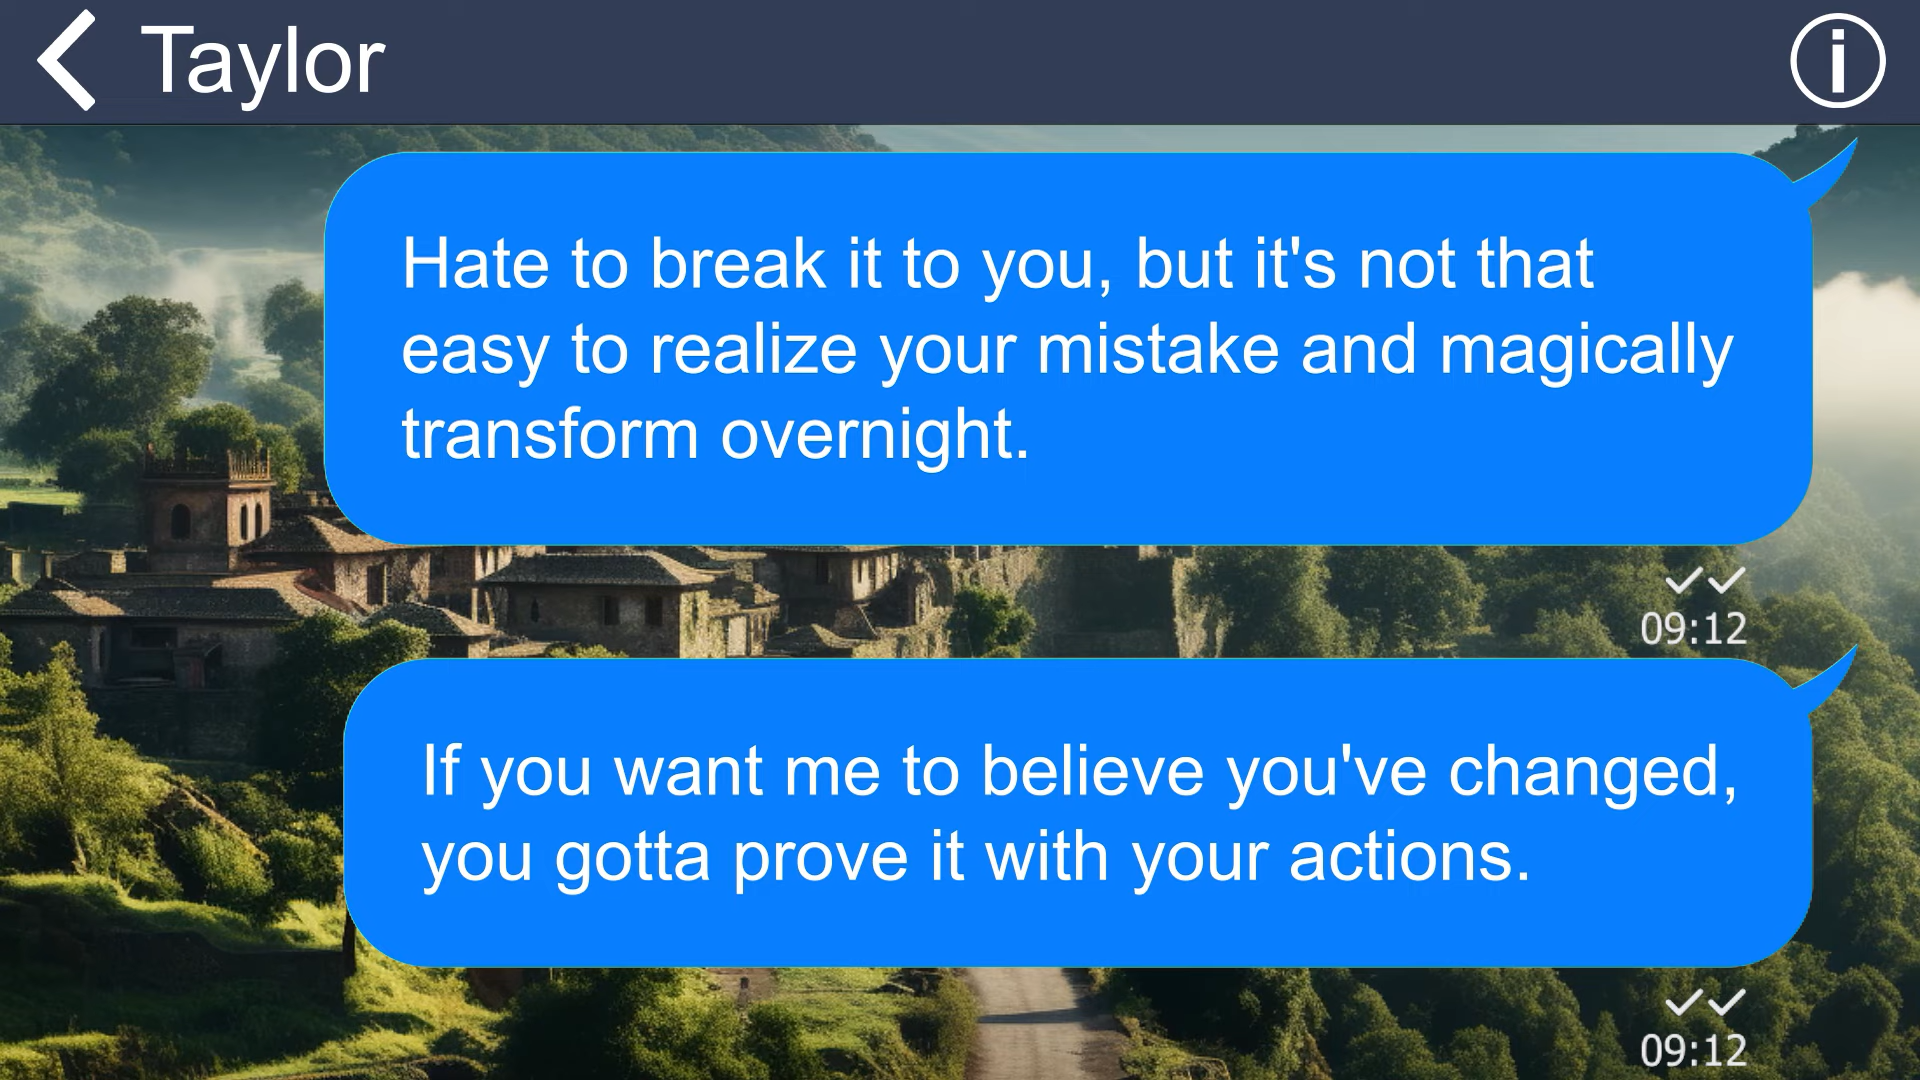 Taylor
Hate to break it to you, but it's not that
easy to realize your mistake and magically
transform overnight.
09:12
If you want me to believe you've changed,
you gotta prove it with your actions.
09:12